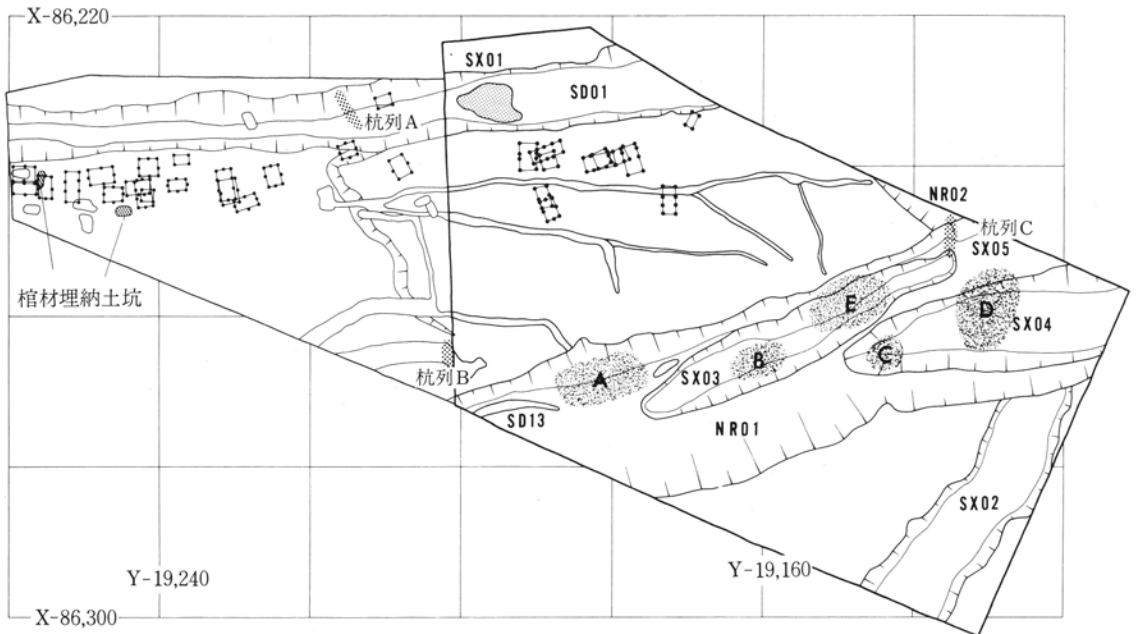 X-86,220
SX01
SD01
杭列A
NR02
杭列C
SX05
棺材埋納土坑
E
D
SX04
杭列B
A
SX03
B
C
SD13
NR01
SX02
Y-19,240
Y-19,160
X-86,300